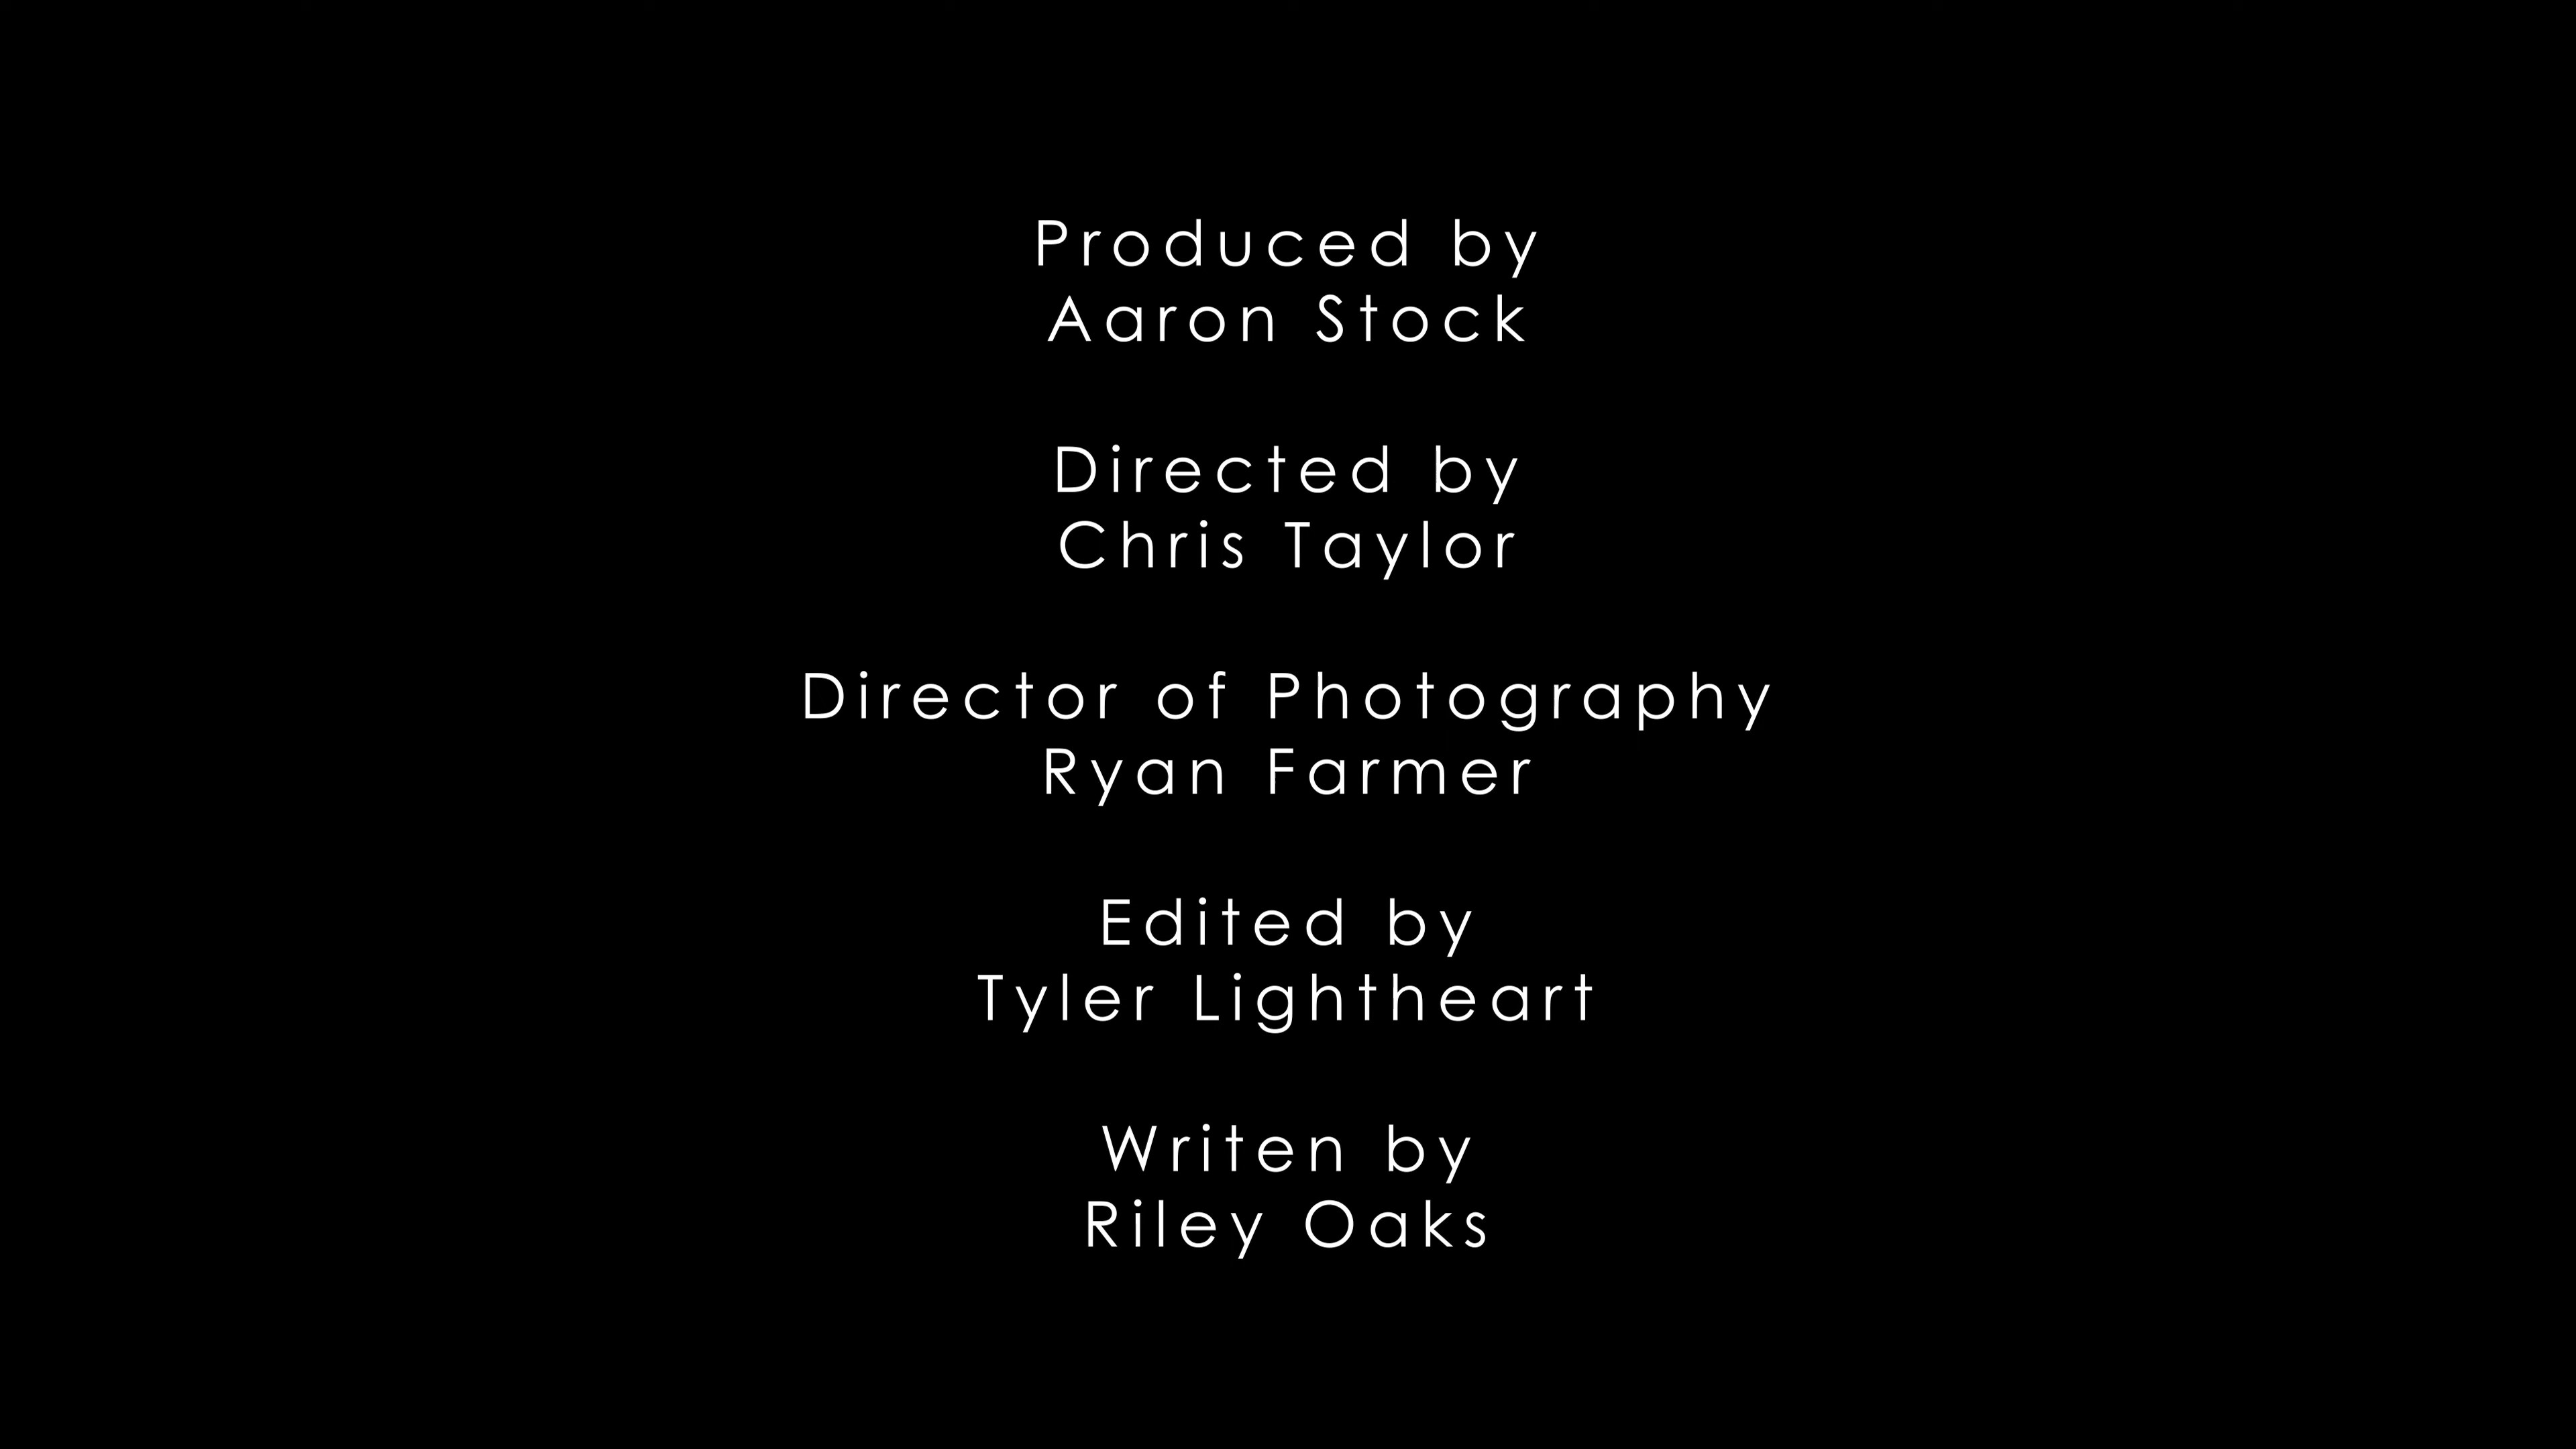 Produced by
Aaron Stock
Directed by
Chris Taylor
Director of Photography
Ryan Farmer
Edited by
Tyler Lightheart
Writen by
Riley Oaks